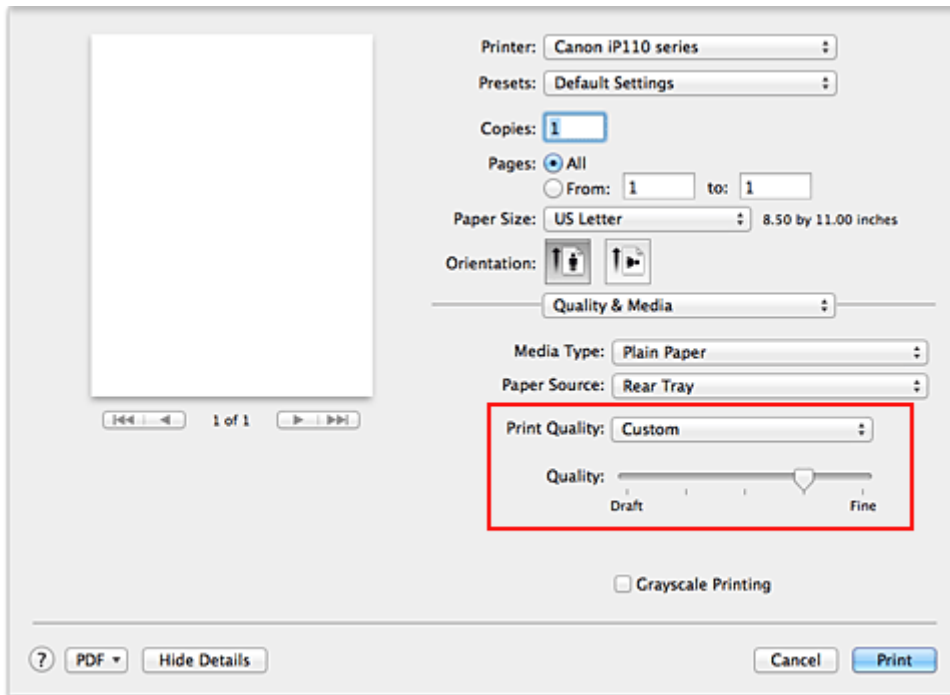 Printer: Canon iP110 series
Presets: Default Settings
Copies: 1
Pages: All
From: 1 to: 1
Paper Size: US Letter 8.50 by 11.00 inches
Orientation:
Quality & Media
Media Type: Plain Paper
Paper Source: Rear Tray
1 of 1
Print Quality: Custom
Quality:
Draft Fine
Grayscale Printing
? PDF Hide Details Cancel Print